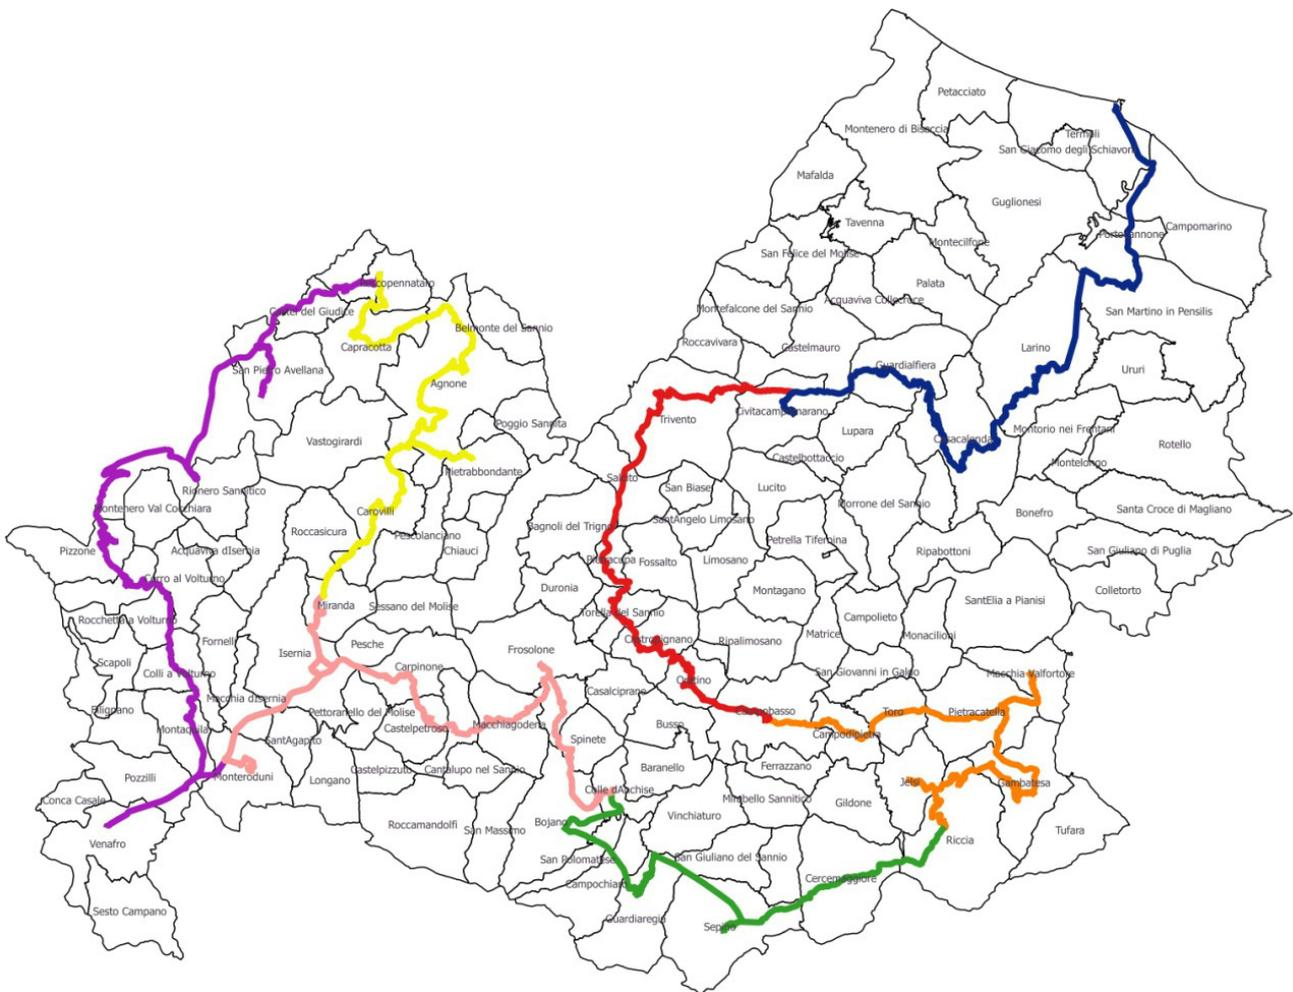 Petacciato
Montenero di Bisaccia
Termoli
San Giacomo degli Schiavoni
Mafalda
Guglionesi
Tavenna
Campomarino
Portocannone
Montecilfone
San Felice del Molise
Palata
Pescopennataro
Acquaviva Collecroce
Castel del Giudice
Montefalcone del Sannio
San Martino in Pensilis
Belmonte del Sannio
Roccavivara
Capracotta
Castelmauro
Larino
Guardialfiera
San Pietro Avellana
Ururi
Agnone
Civitacampomarano
Trivento
Poggio Sannita
Lupara
Montorio nei Frentani
Vastogirardi
Casacalenda
Rotello
Castelbottaccio
Montelongo
Pietrabbondante
Salcito
San Biase
Lucito
Rionero Sannitico
Morrone del Sannio
Montenero Val Cocchiara
Carovilli
Bonefro
Santa Croce di Magliano
SantAngelo Limosano
Bagnoli del Trigno
Roccasicura
Pescolanciano
Petrella Tifernina
Pizzone
Acquaviva dIsernia
Chiauci
Ripabottoni
San Giuliano di Puglia
Fossalto
Limosano
Cerro al Volturno
Duronia
Montagano
Colletorto
SantElia a Pianisi
Miranda
Sessano del Molise
Torella del Sannio
Rocchetta a Volturno
Campolieto
Matrice
Monacilioni
Fornelli
Castropignano
Ripalimosano
Pesche
Isernia
Frosolone
Scapoli
Carpinone
Colli a Volturno
San Giovanni in Galdo
Macchia Valfortore
Oratino
Casalciprano
Macchia dIsernia
Filignano
Pettoranello del Molise
Campobasso
Toro
Pietracatella
Castelpetroso
Macchiagodena
Busso
Montaquila
Campodipietra
SantAgapito
Spinete
Ferrazzano
Baranello
Castelpizzuto
Cantalupo nel Sannio
Pozzilli
Monteroduni
Longano
Jelsi
Gambatesa
Colle dAnchise
Mirabello Sannitico
Gildone
Conca Casale
Vinchiaturo
Roccamandolfi
San Massimo
Bojano
Tufara
Venafro
Riccia
San Polomatese
San Giuliano del Sannio
Cercemaggiore
Campochiaro
Sesto Campano
Guardiaregia
Sepino